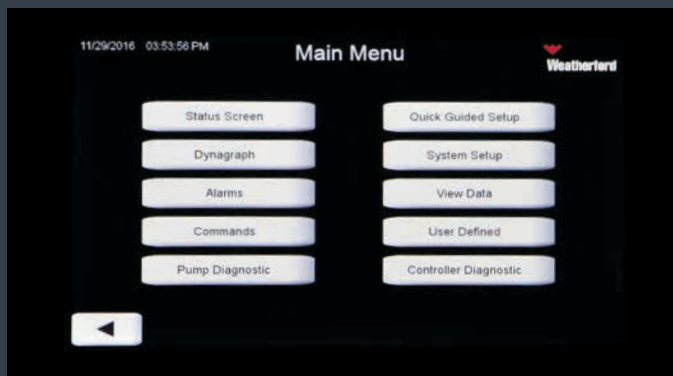 11/29/2016 03:53:56 PM
Main Menu
Weatherford
Status Screen
Quick Guided Setup
Dynagraph
System Setup
Alarms
View Data
Commands
User Defined
Pump Diagnostic
Controller Diagnostic